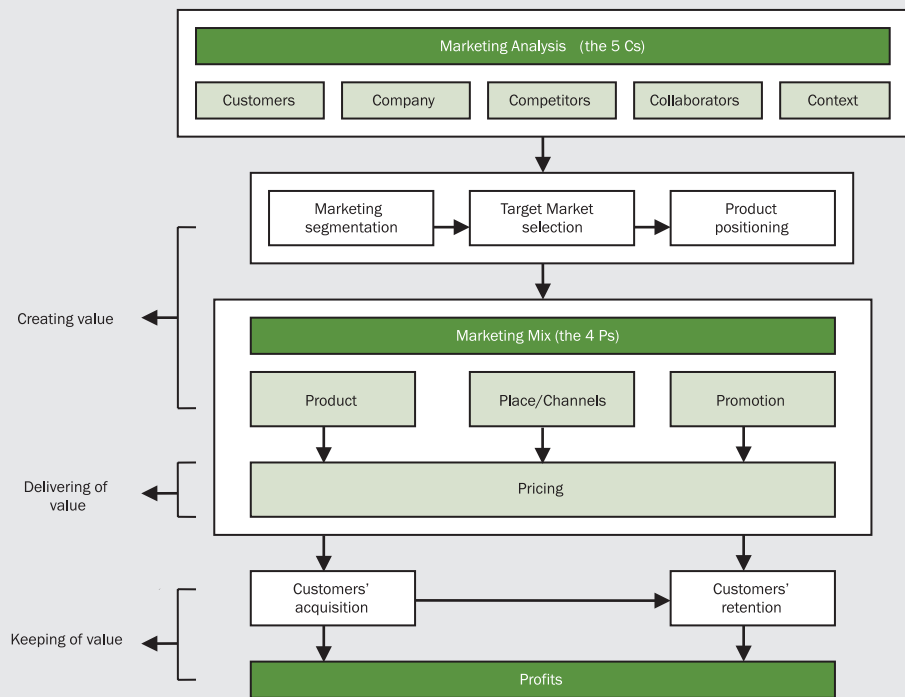 Marketing Analysis (the 5 Cs)
Customers
Company
Competitors
Collaborators
Context
Marketing
segmentation
Target Market
selection
Product
positioning
Creating value
Marketing Mix (the 4 Ps)
Product
Place/Channels
Promotion
Delivering of
value
Pricing
Customers'
acquisition
Customers'
retention
Keeping of value
Profits